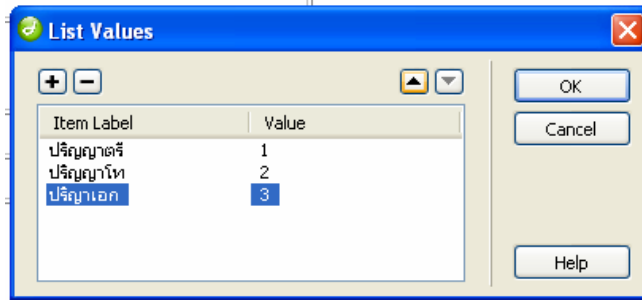 List Values
OK
Cancel
Item Label Value
ปริญญาตรี 1
ปริญญาโท 2
ปริญาเอก 3
Help